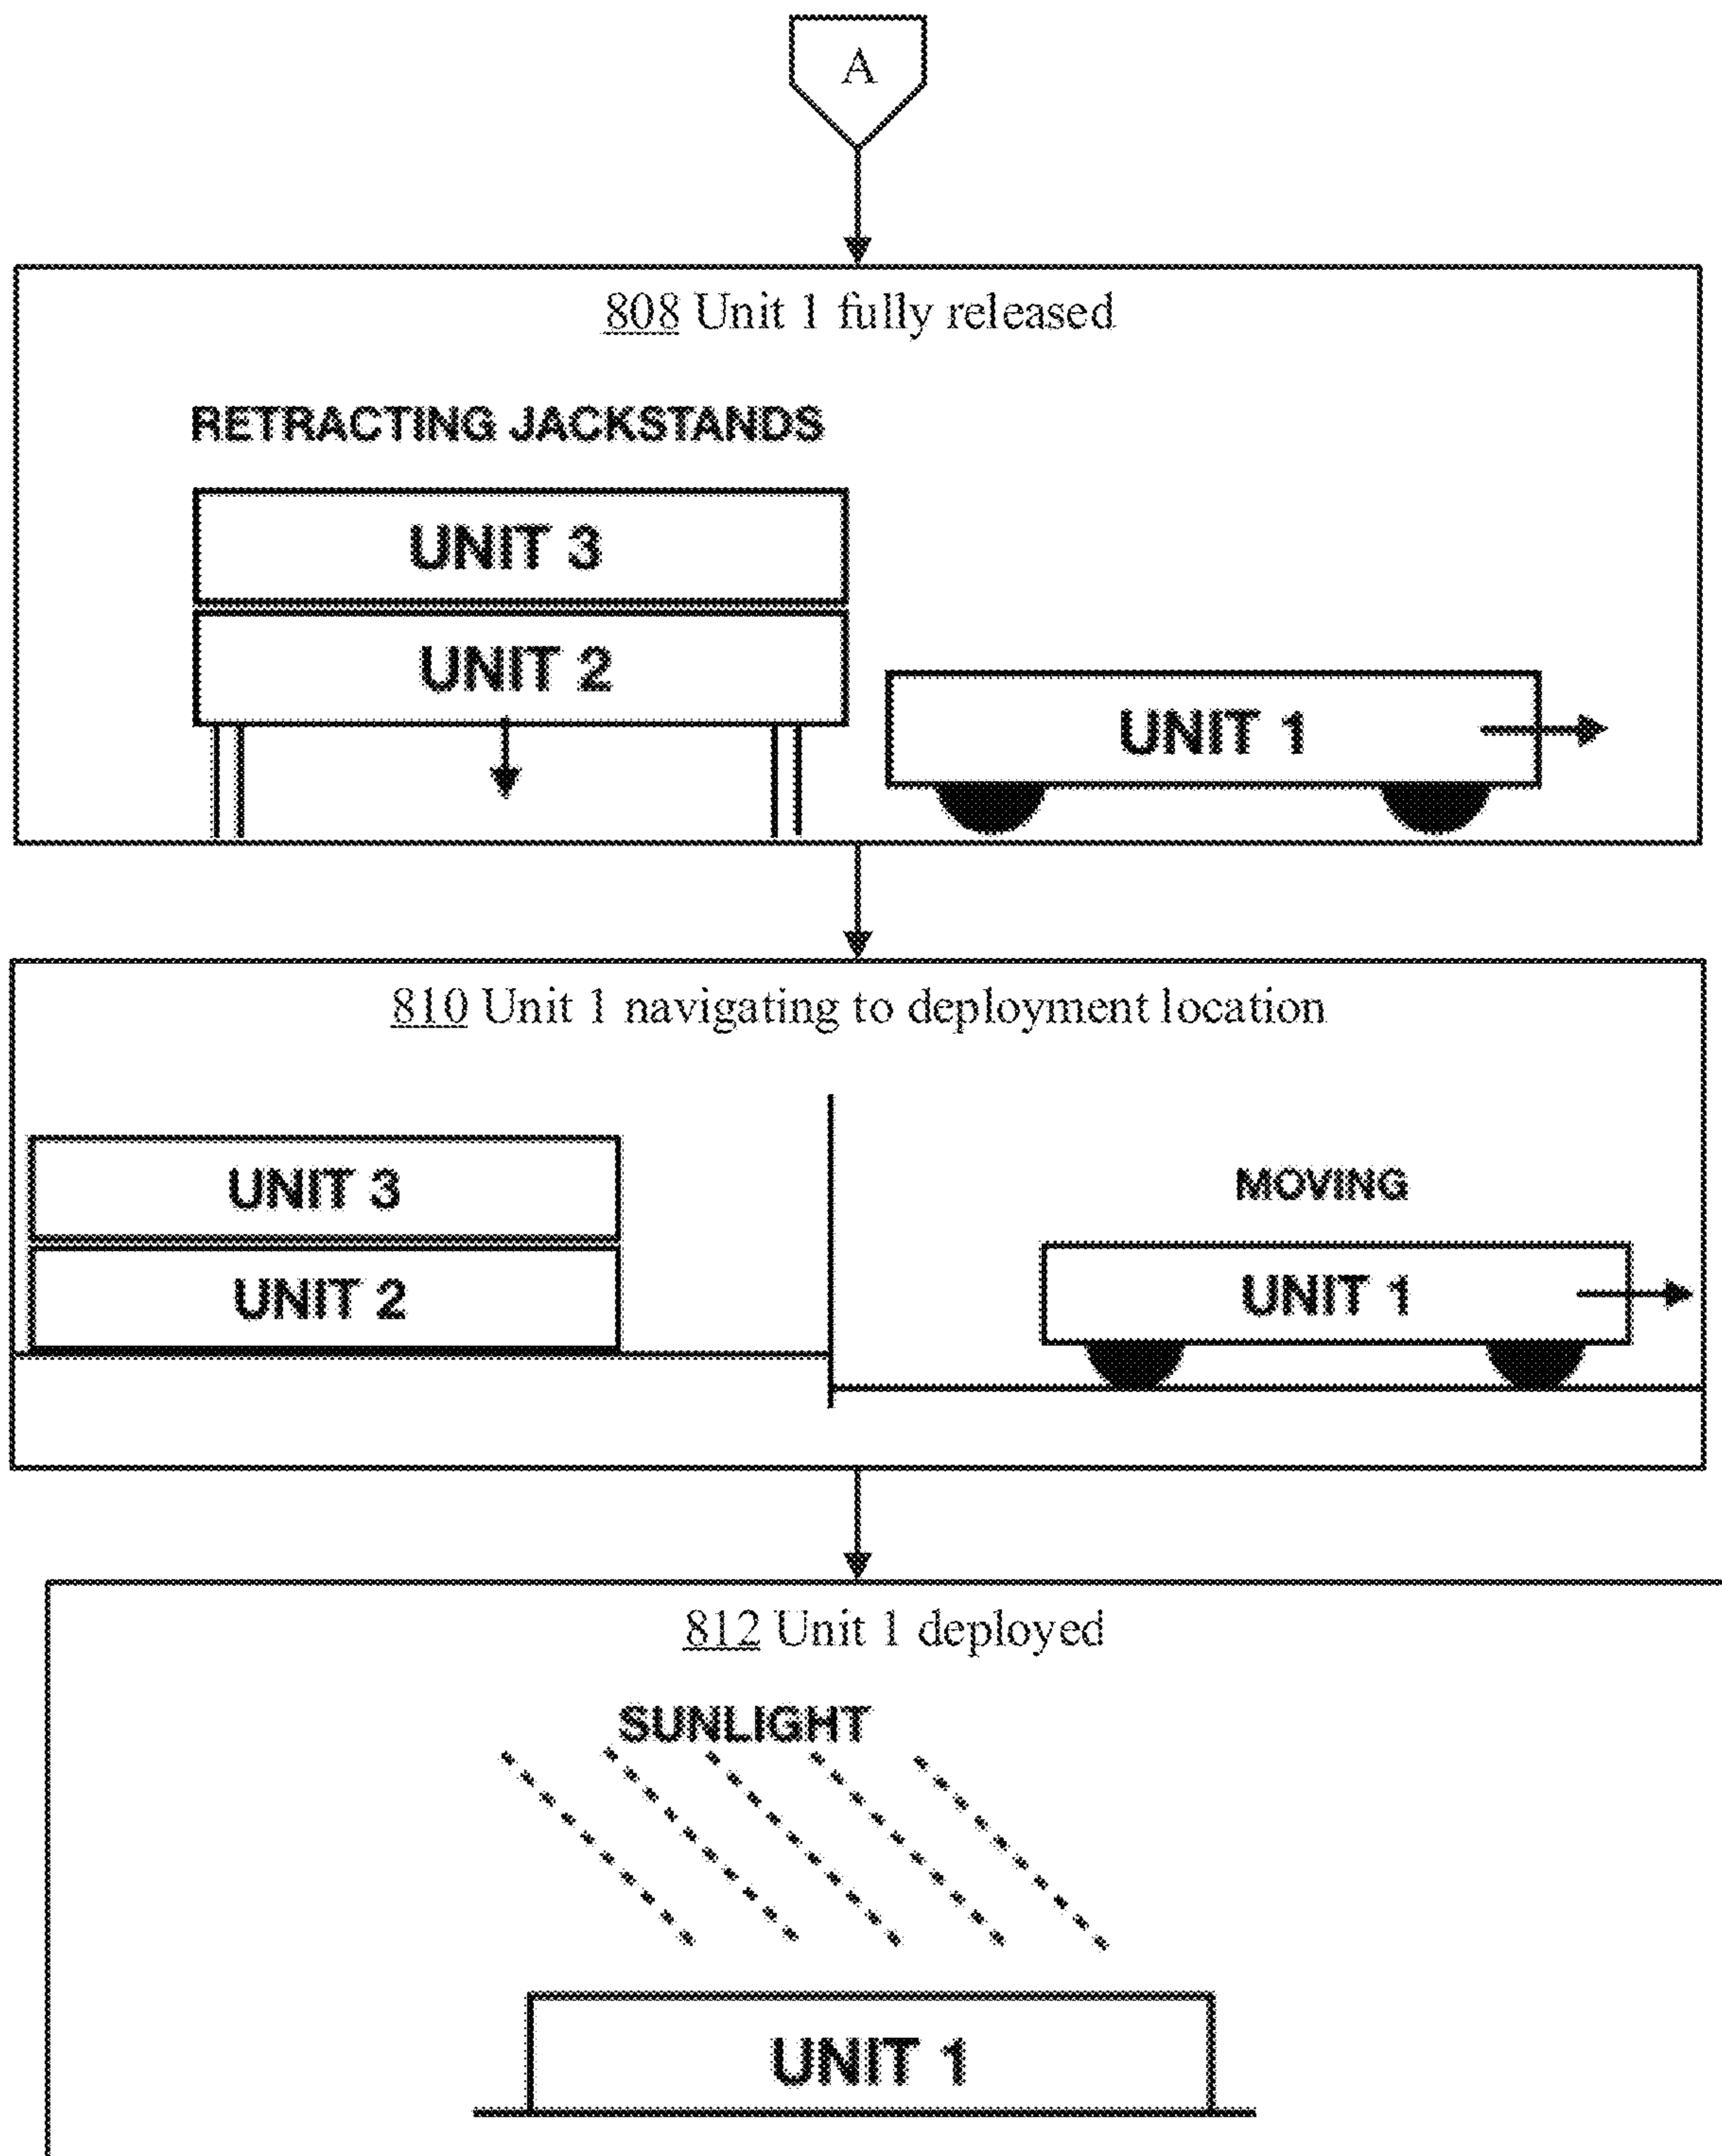 A
808 Unit 1 fully released
RETRACTING JACKSTANDS
UNIT 3
UNIT 2
UNIT 1
810 Unit 1 navigating to deployment location
UNIT 3
UNIT 2
MOVING
UNIT 1
812 Unit 1 deployed
SUNLIGHT
UNIT 1